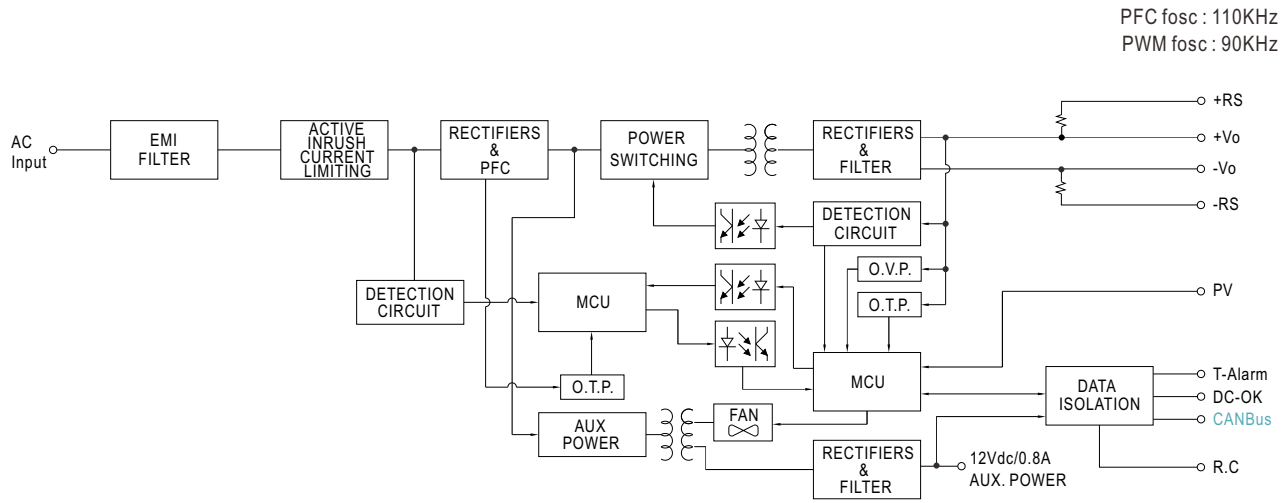 PFC fosc : 110KHz
PWM fosc : 90KHz
AC
Input
EMI
FILTER
ACTIVE
INRUSH
CURRENT
LIMITING
RECTIFIERS
&
PFC
POWER
SWITCHING
RECTIFIERS
&
FILTER
+RS
+Vo
-Vo
-RS
DETECTION
CIRCUIT
O.V.P.
O.T.P.
DETECTION
CIRCUIT
MCU
PV
O.T.P.
MCU
DATA
ISOLATION
T-Alarm
DC-OK
CANBus
R.C
AUX
POWER
FAN
RECTIFIERS
&
FILTER
12Vdc/0.8A
AUX. POWER